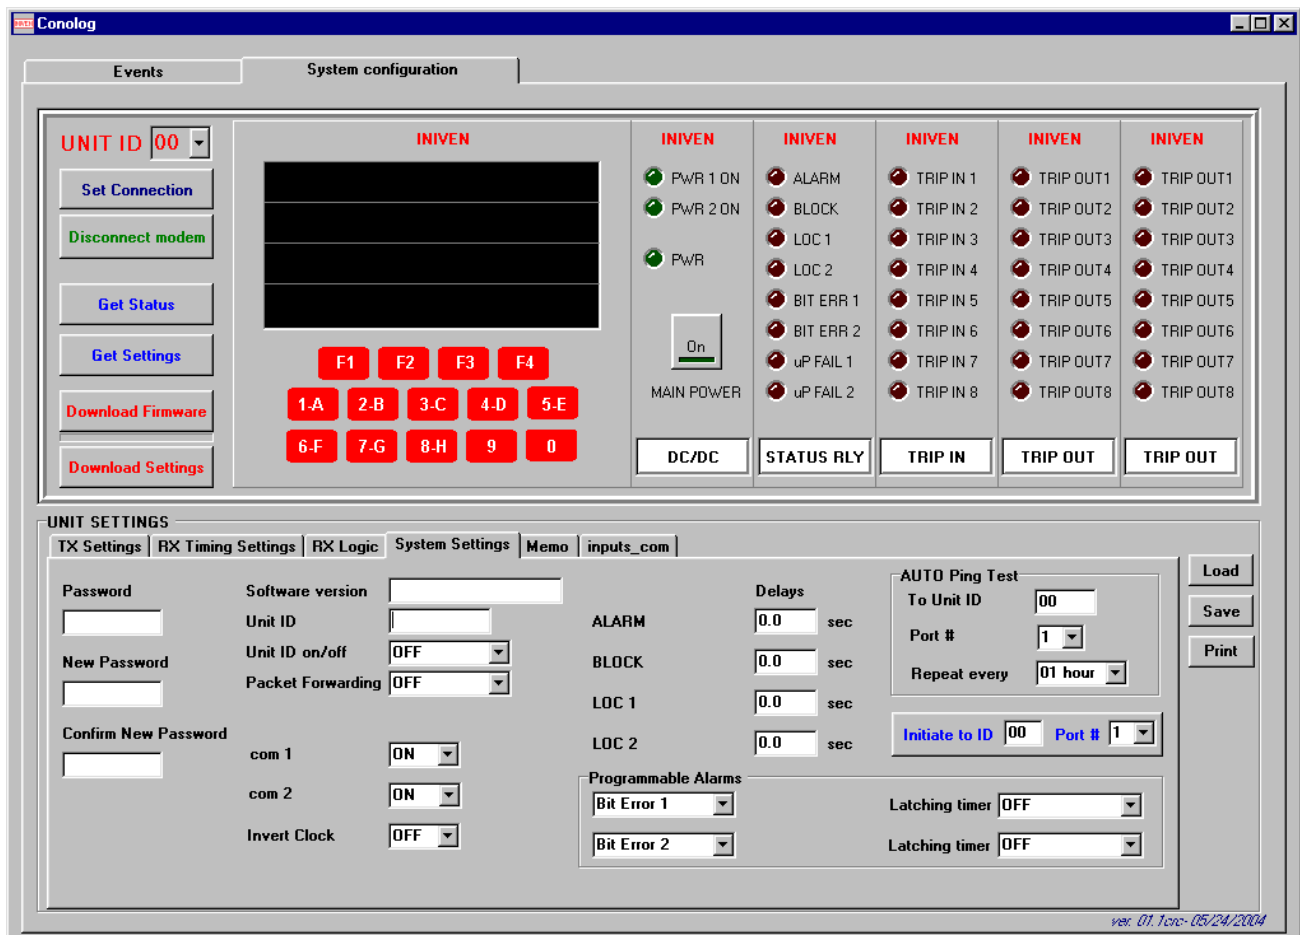 Conolog
Events
System configuration
UNIT ID 00
Set Connection
Disconnect modem
Get Status
Get Settings
Download Firmware
Download Settings
INIVEN
F1 F2 F3 F4
1-A 2-B 3-C 4-D 5-E
6-F 7-G 8-H 9 0
INIVEN
PWR 1 ON
PWR 2 ON
PWR
On
MAIN POWER
DC/DC
INIVEN
ALARM
BLOCK
LOC 1
LOC 2
BIT ERR 1
BIT ERR 2
uP FAIL 1
uP FAIL 2
STATUS RLY
INIVEN
TRIP IN 1
TRIP IN 2
TRIP IN 3
TRIP IN 4
TRIP IN 5
TRIP IN 6
TRIP IN 7
TRIP IN 8
TRIP IN
INIVEN
TRIP OUT1
TRIP OUT2
TRIP OUT3
TRIP OUT4
TRIP OUT5
TRIP OUT6
TRIP OUT7
TRIP OUT8
TRIP OUT
INIVEN
TRIP OUT1
TRIP OUT2
TRIP OUT3
TRIP OUT4
TRIP OUT5
TRIP OUT6
TRIP OUT7
TRIP OUT8
TRIP OUT
UNIT SETTINGS
TX Settings RX Timing Settings RX Logic System Settings Memo inputs_com
Password
New Password
Confirm New Password
Software version
Unit ID
Unit ID on/off OFF
Packet Forwarding OFF
com 1 ON
com 2 ON
Invert Clock OFF
Delays
ALARM 0.0 sec
BLOCK 0.0 sec
LOC 1 0.0 sec
LOC 2 0.0 sec
AUTO Ping Test
To Unit ID 00
Port # 1
Repeat every 01 hour
Initiate to ID 00 Port # 1
Programmable Alarms
Bit Error 1 Latching timer OFF
Bit Error 2 Latching timer OFF
Load
Save
Print
ver. 01.1crc- 05/24/2004